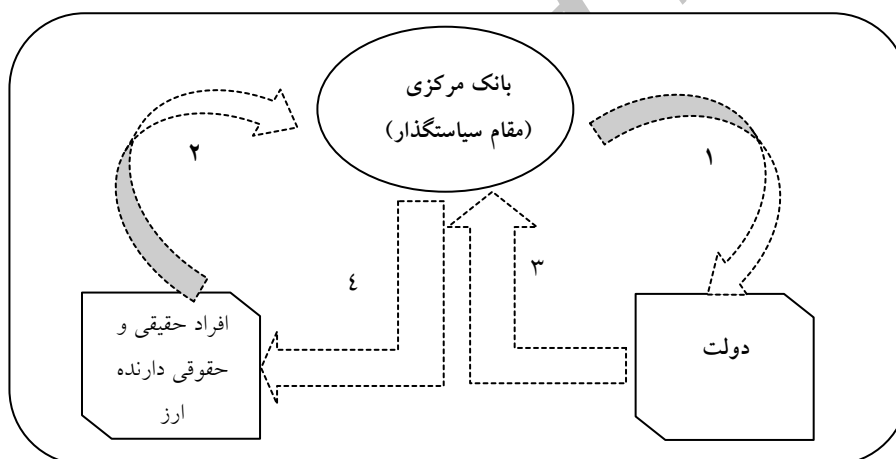 بانک مرکزی
(مقام سیاستگذار)
۱
۲
۳
٤
دولت
افراد حقیقی و
حقوقی دارنده
ارز